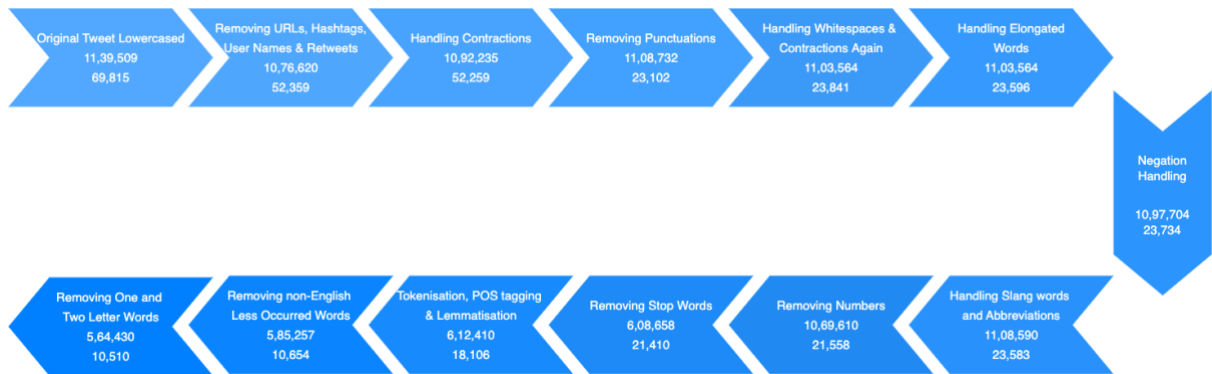 Original Tweet Lowercased
11,39,509
69,815
Removing URLs, Hashtags,
User Names & Retweets
10,76,620
52,359
Handling Contractions
10,92,235
52,259
Removing Punctuations
11,08,732
23,102
Handling Whitespaces &
Contractions Again
11,03,564
23,841
Handling Elongated
Words
11,03,564
23,596
Negation
Handling
10,97,704
23,734
Handling Slang words
and Abbreviations
11,08,590
23,583
Removing Numbers
10,69,610
21,558
Removing Stop Words
6,08,658
21,410
Tokenisation, POS tagging
& Lemmatisation
6,12,410
18,106
Removing non-English
Less Occurred Words
5,85,257
10,654
Removing One and
Two Letter Words
5,64,430
10,510